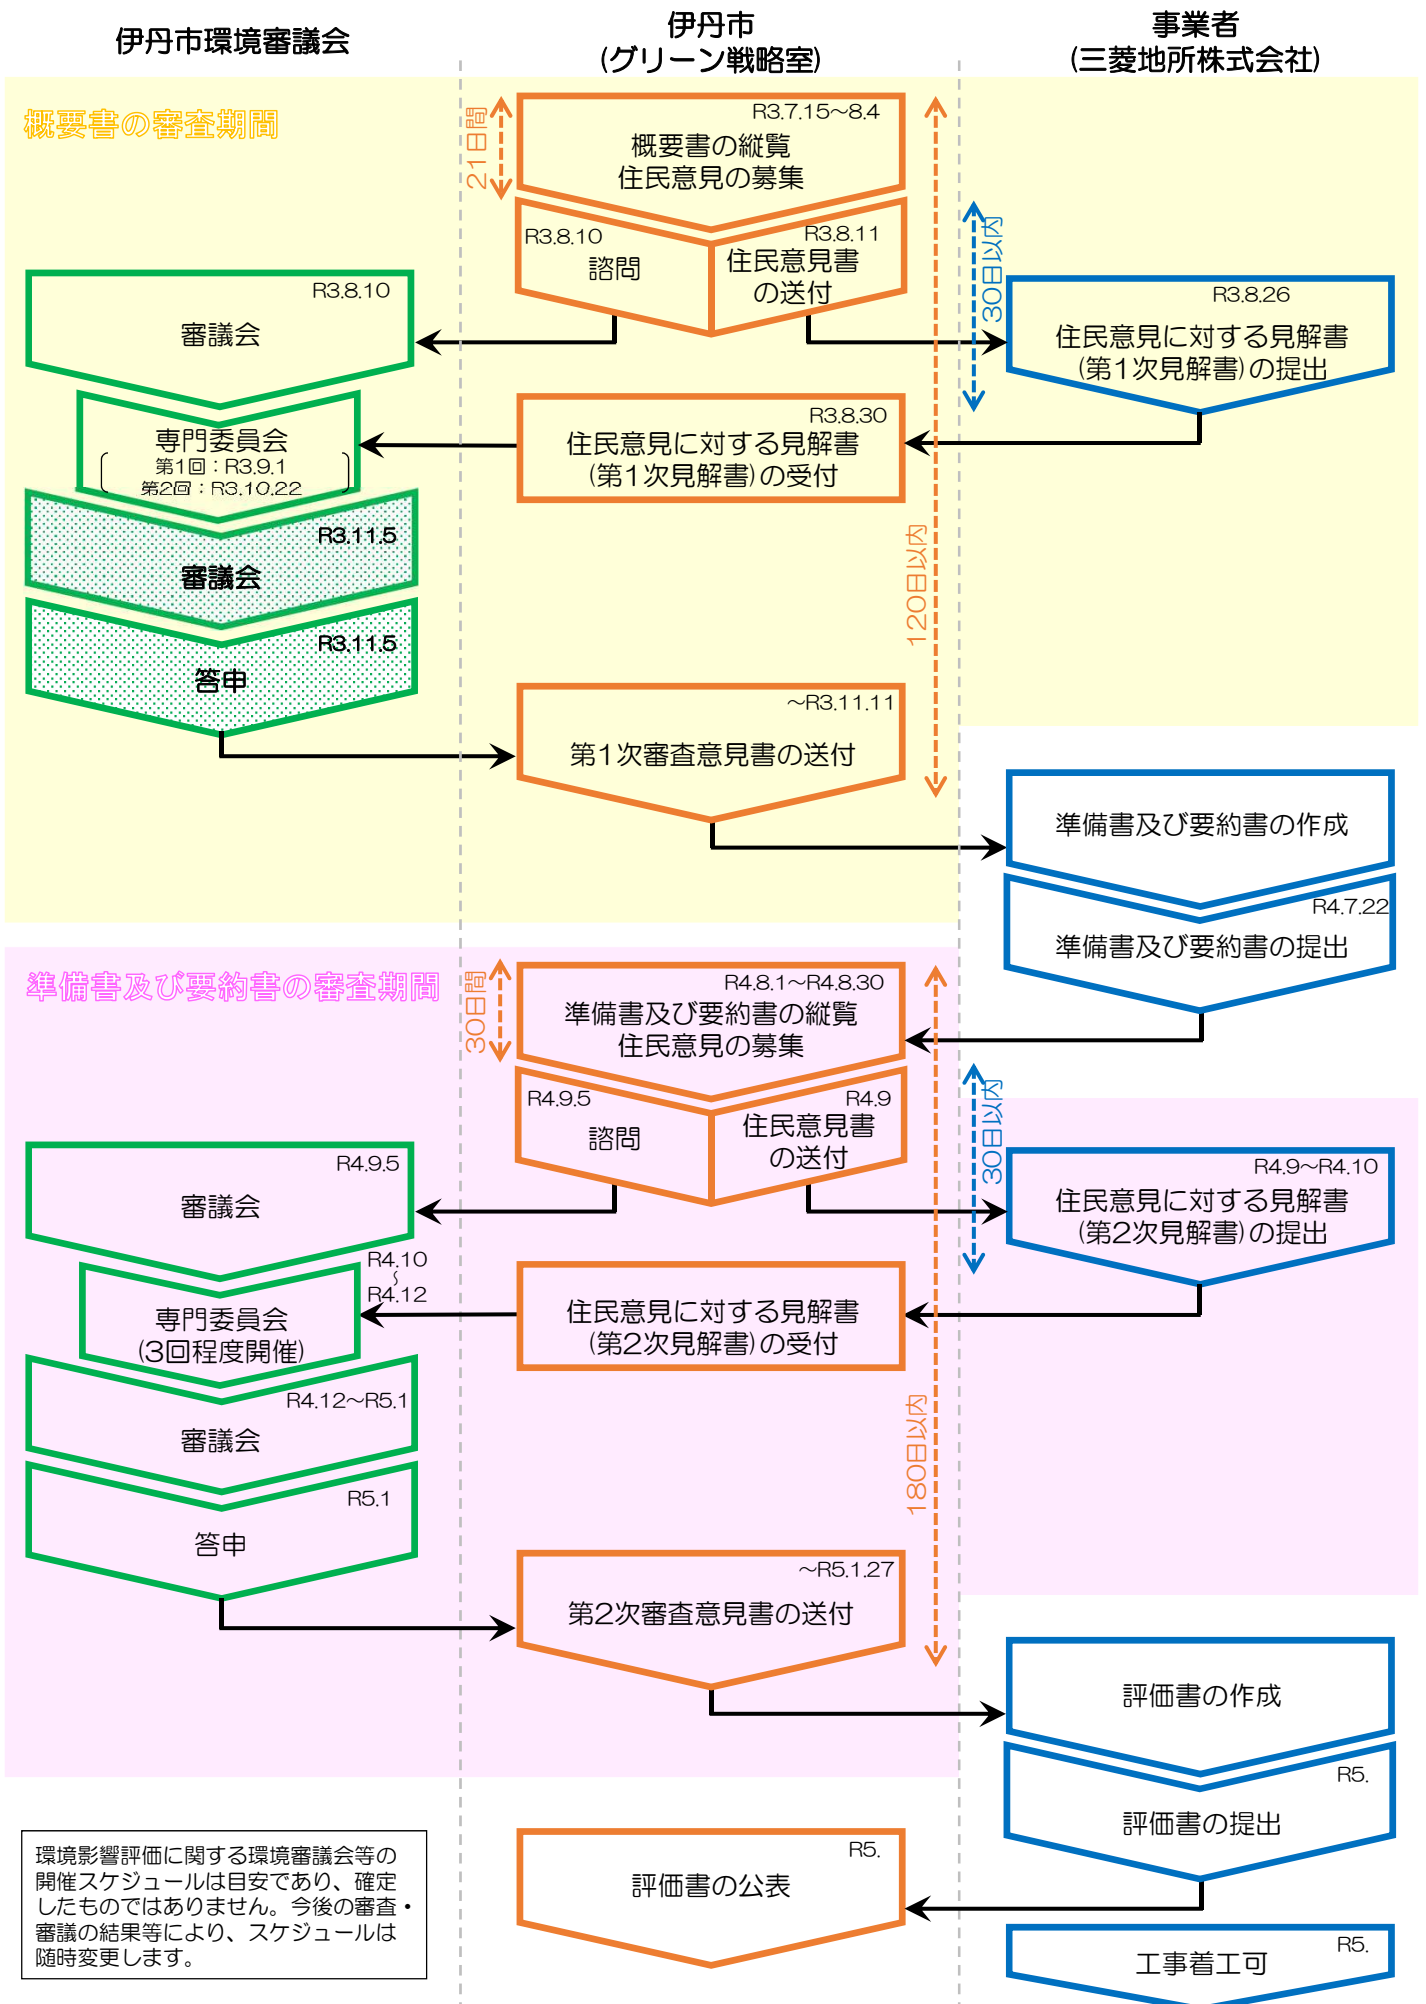 伊丹市環境審議会
伊丹市
(グリーン戦略室)
事業者
(三菱地所株式会社)
概要書の審査期間
21日間
R3.7.15～8.4
概要書の縦覧
住民意見の募集
R3.8.10
諮問
R3.8.11
住民意見書
の送付
30日以内
R3.8.10
審議会
R3.8.26
住民意見に対する見解書
(第1次見解書)の提出
専門委員会
第1回：R3.9.1
第2回：R3.10.22
R3.8.30
住民意見に対する見解書
(第1次見解書)の受付
120日以内
R3.11.5
審議会
R3.11.5
答申
～R3.11.11
第1次審査意見書の送付
準備書及び要約書の作成
R4.7.22
準備書及び要約書の提出
準備書及び要約書の審査期間
30日間
R4.8.1～R4.8.30
準備書及び要約書の縦覧
住民意見の募集
R4.9.5
諮問
R4.9
住民意見書
の送付
30日以内
R4.9.5
審議会
R4.9～R4.10
住民意見に対する見解書
(第2次見解書)の提出
R4.10
～
R4.12
専門委員会
(3回程度開催)
住民意見に対する見解書
(第2次見解書)の受付
180日以内
R4.12～R5.1
審議会
R5.1
答申
～R5.1.27
第2次審査意見書の送付
評価書の作成
R5.
評価書の提出
R5.
評価書の公表
R5.
工事着工可
環境影響評価に関する環境審議会等の
開催スケジュールは目安であり、確定
したものではありません。今後の審査・
審議の結果等により、スケジュールは
随時変更します。